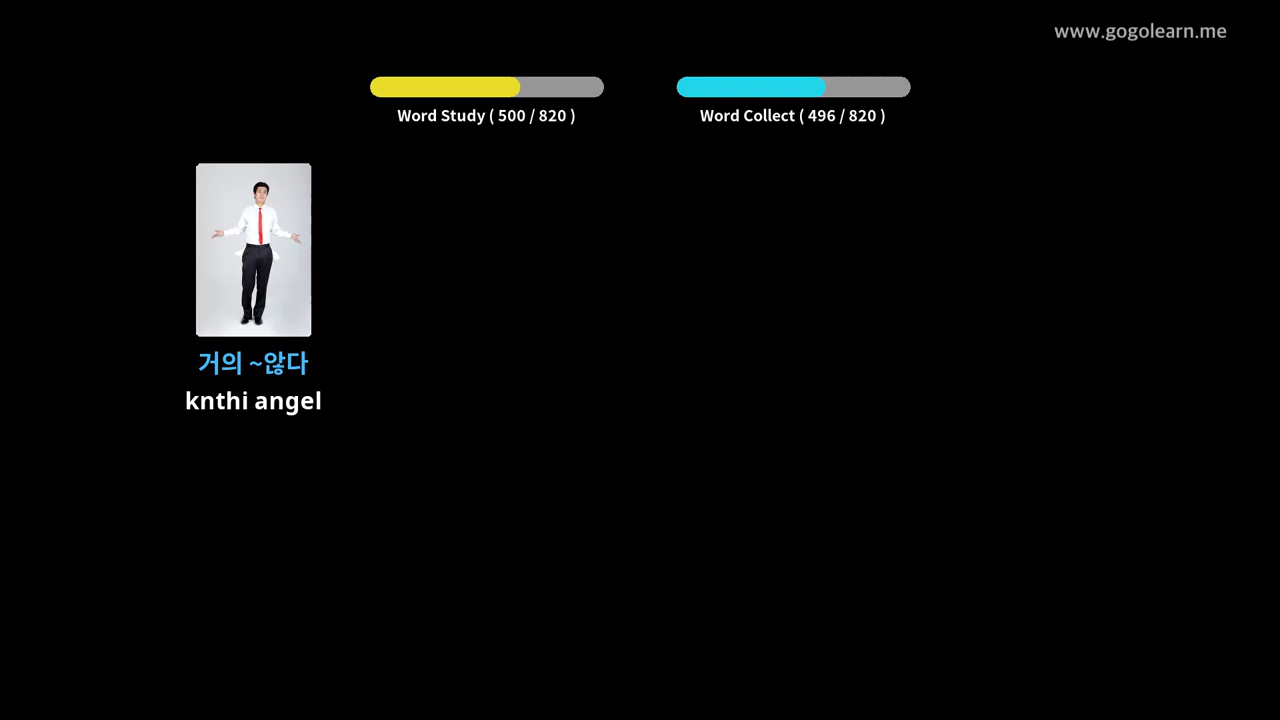 www.gogolearn.me
Word Study ( 500 / 820 )
Word Collect ( 496 / 820 )
거의 ~않다
knthi angel